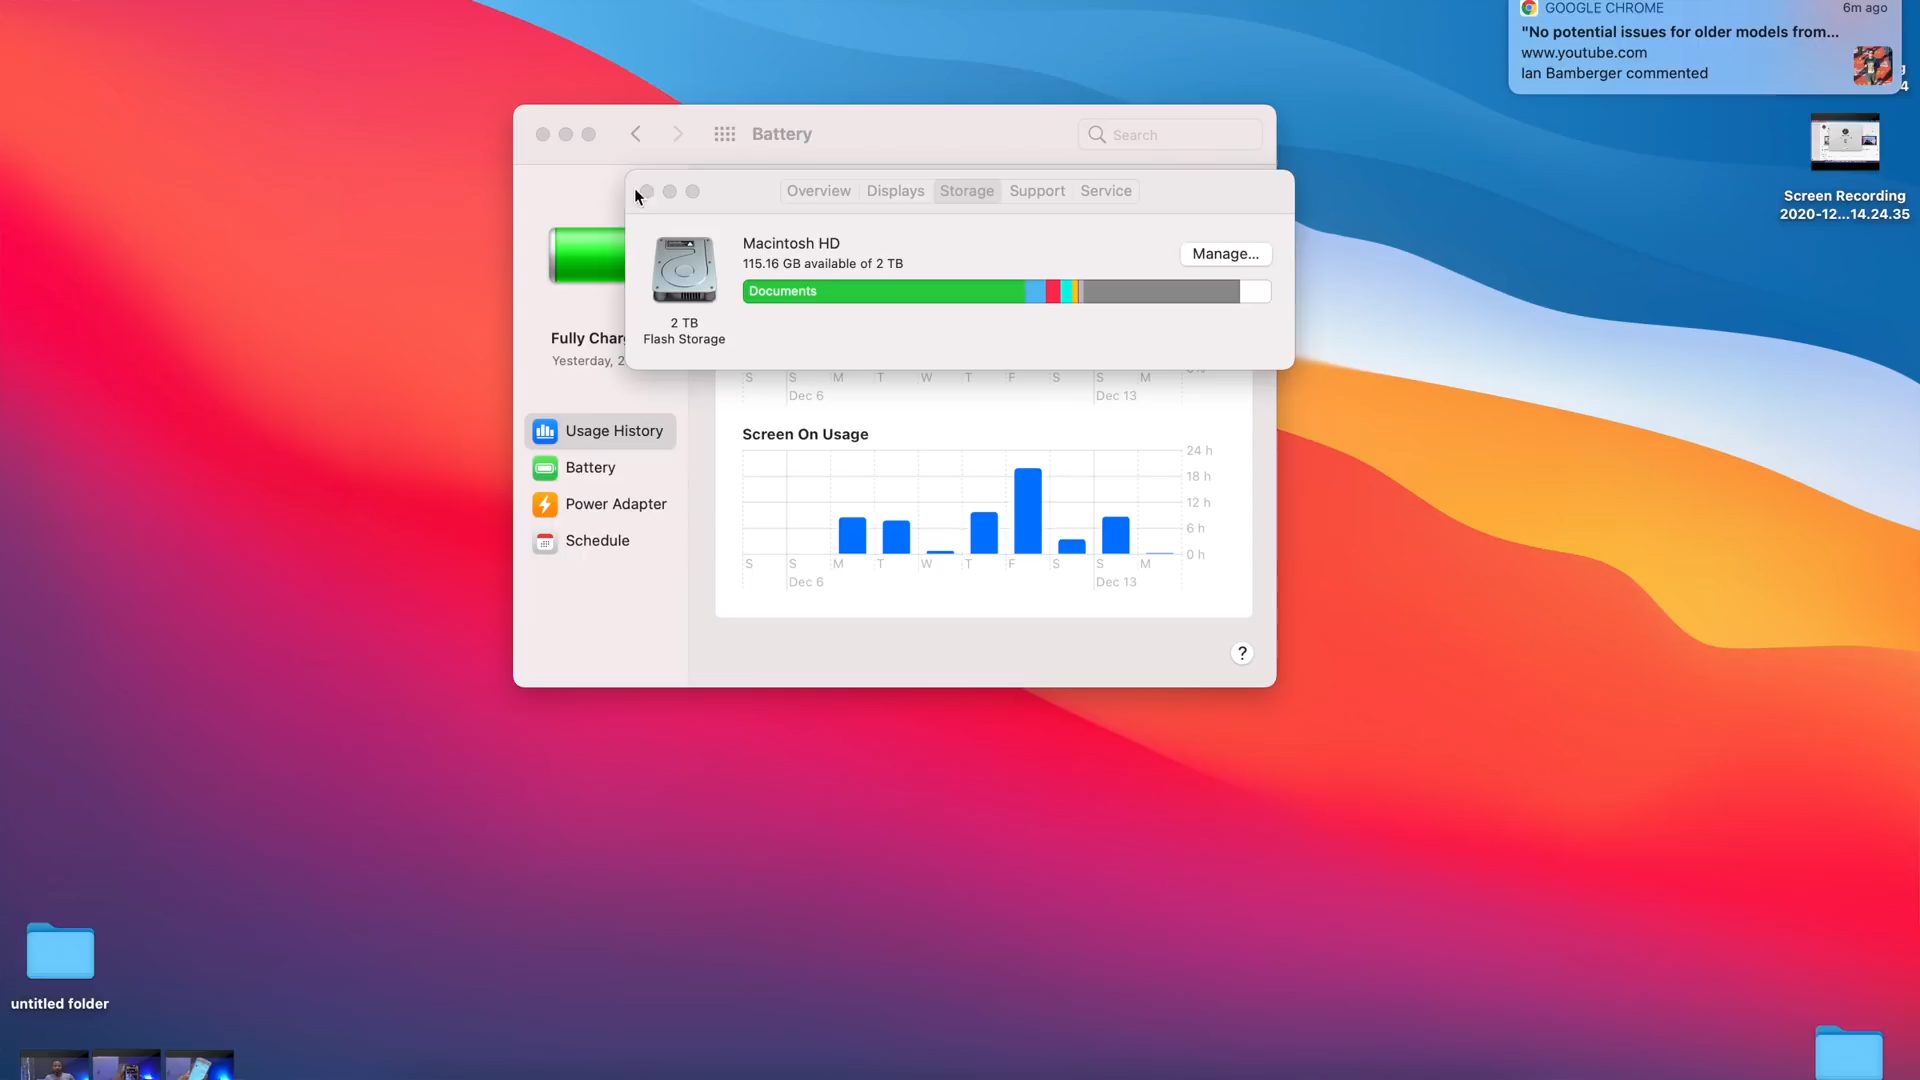 GOOGLE CHROME 6m ago
"No potential issues for older models from...
www.youtube.com
Ian Bamberger commented
g
4
Screen Recording
2020-12...14.24.35
Battery
Search
Overview Displays Storage Support Service
Macintosh HD
115.16 GB available of 2 TB
Manage...
Documents
2 TB
Flash Storage
Fully Char
Yesterday, 2
Usage History
Battery
Power Adapter
Schedule
S S M T W T F S S M
Dec 6 Dec 13
Screen On Usage
24 h
18 h
12 h
6 h
0 h
S S M T W T F S S M
Dec 6 Dec 13
?
untitled folder